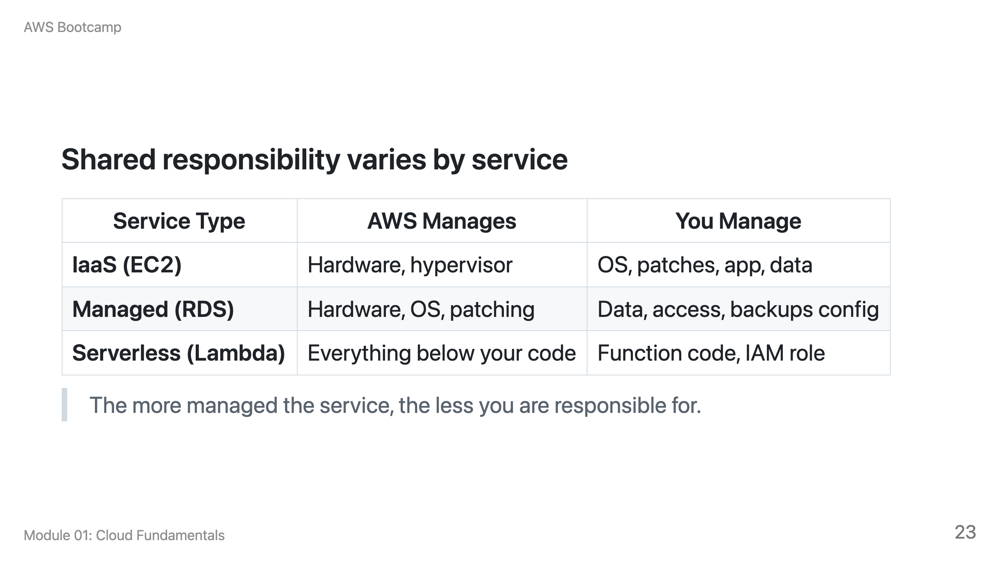 AWS Bootcamp
Shared responsibility varies by service
Service Type AWS Manages You Manage
IaaS (EC2) Hardware, hypervisor OS, patches, app, data
Managed (RDS) Hardware, OS, patching Data, access, backups config
Serverless (Lambda) Everything below your code Function code, IAM role
The more managed the service, the less you are responsible for.
Module 01: Cloud Fundamentals 23